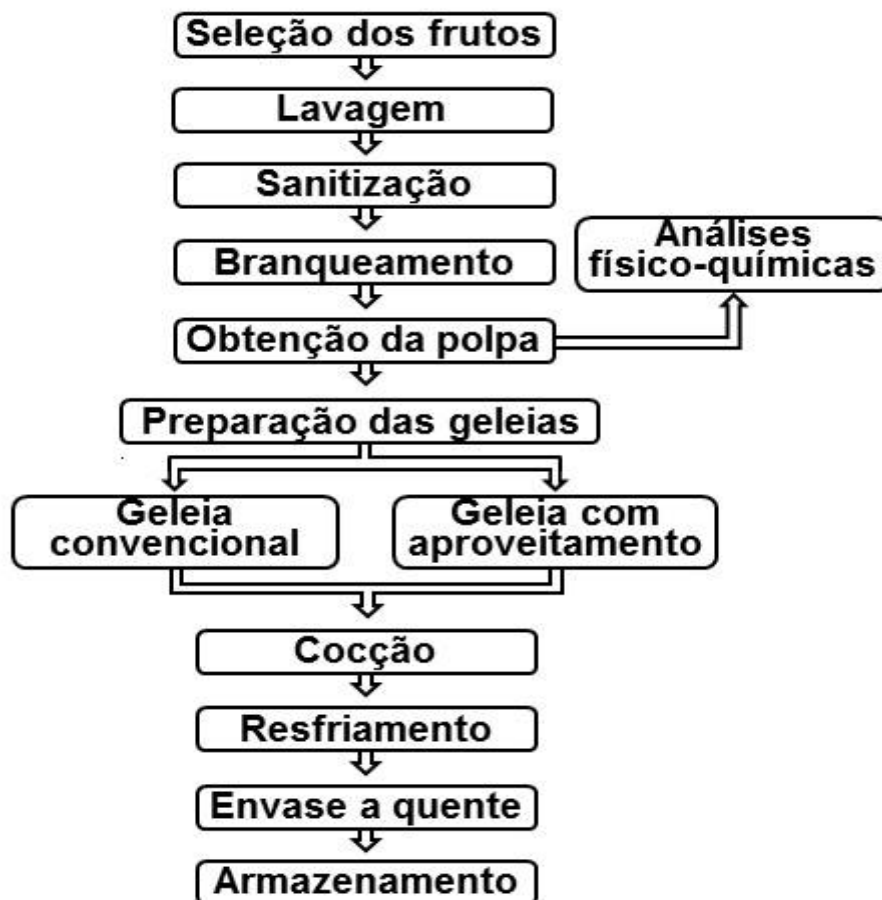 Seleção dos frutos
Lavagem
Sanitização
Branqueamento
Análises
físico-químicas
Obtenção da polpa
Preparação das geleias
Geleia
convencional
Geleia com
aproveitamento
Cocção
Resfriamento
Envase a quente
Armazenamento